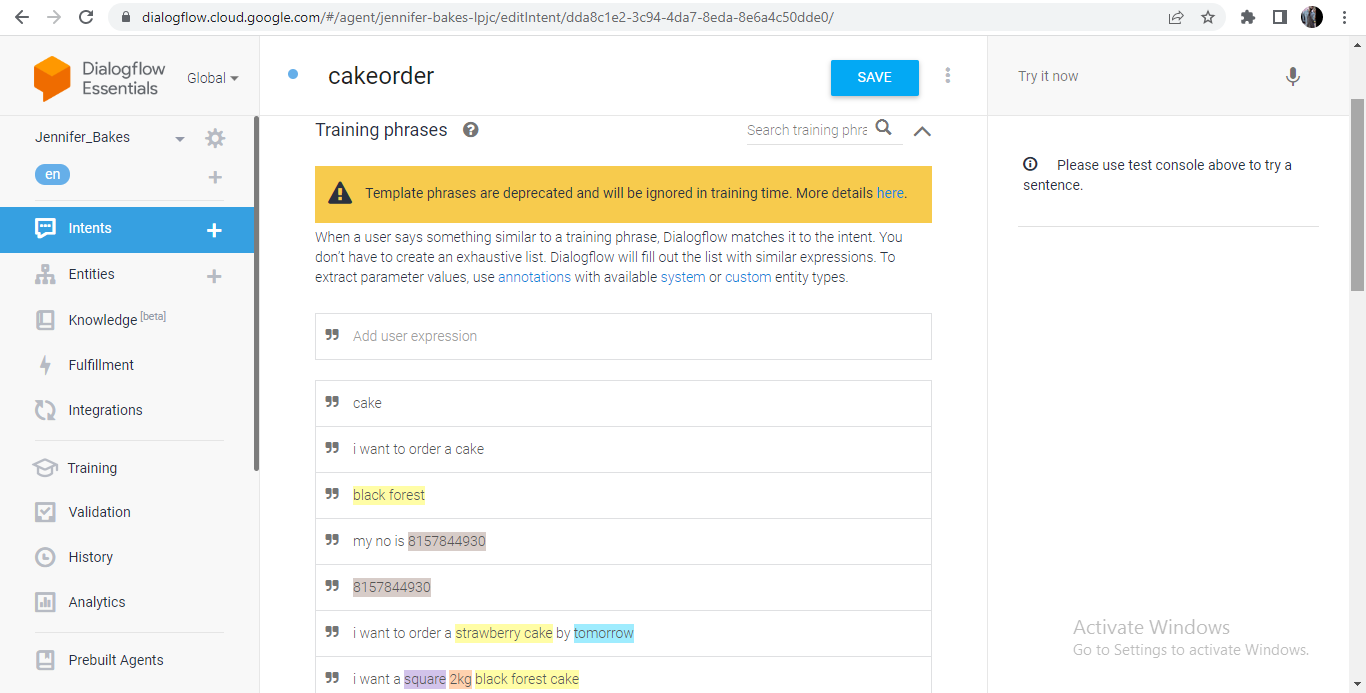 dialogflow.cloud.google.com/#/agent/jennifer-bakes-lpjc/editIntent/dda8c1e2-3c94-4da7-8eda-8e6a4c50dde0/
Dialogflow
Essentials
Global
Jennifer_Bakes
en
Intents
Entities
Knowledge [beta]
Fulfillment
Integrations
Training
Validation
History
Analytics
Prebuilt Agents
cakeorder
SAVE
Training phrases
Search training phra
Template phrases are deprecated and will be ignored in training time. More details here.
When a user says something similar to a training phrase, Dialogflow matches it to the intent. You
don't have to create an exhaustive list. Dialogflow will fill out the list with similar expressions. To
extract parameter values, use annotations with available system or custom entity types.
Add user expression
cake
i want to order a cake
black forest
my no is 8157844930
8157844930
i want to order a strawberry cake by tomorrow
i want a square 2kg black forest cake
Try it now
Please use test console above to try a
sentence.
Activate Windows
Go to Settings to activate Windows.